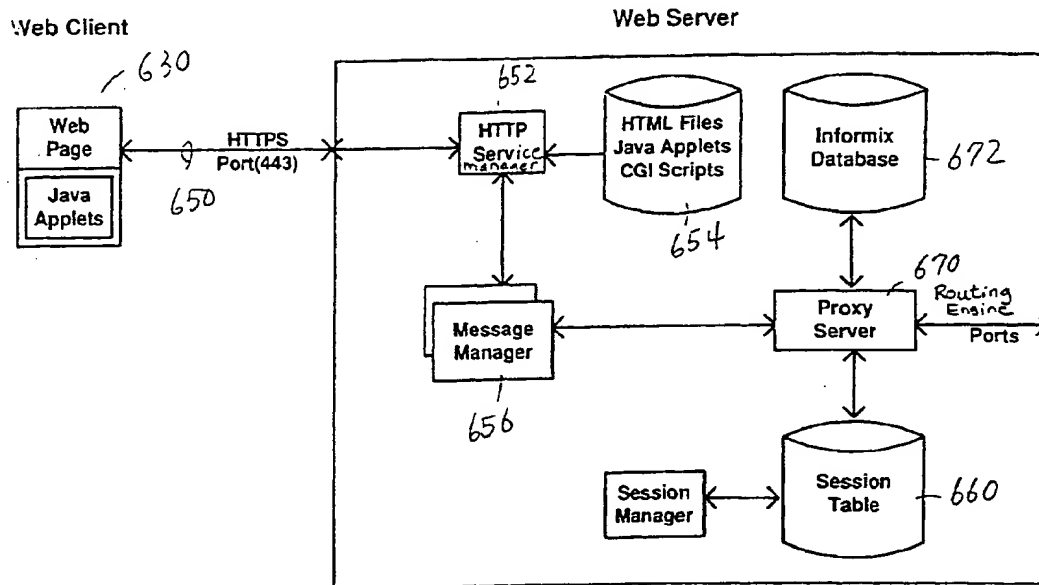 Web Client
Web Server
630
Web
Page
Java
Applets
HTTPS
Port(443)
650
652
HTTP
Service
manager
HTML Files
Java Applets
CGI Scripts
654
Informix
Database
672
Message
Manager
656
670
Proxy
Server
Routing
Engine
Ports
Session
Manager
Session
Table
660